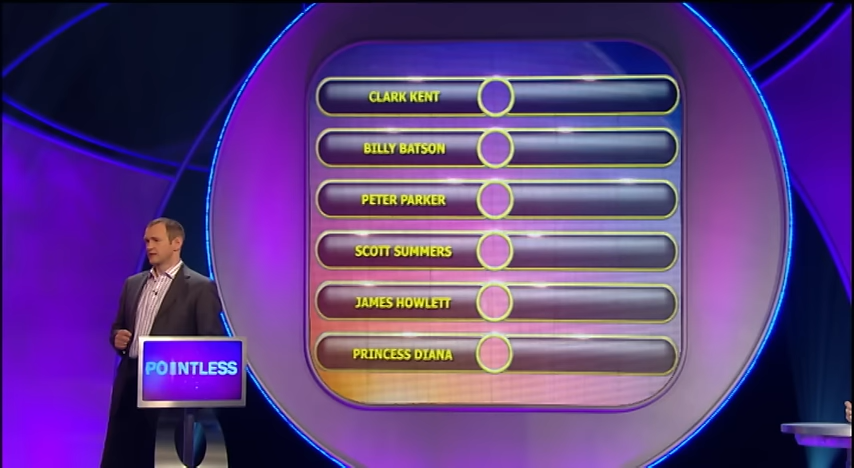 CLARK KENT
BILLY BATSON
PETER PARKER
SCOTT SUMMERS
JAMES HOWLETT
PRINCESS DIANA
POINTLESS